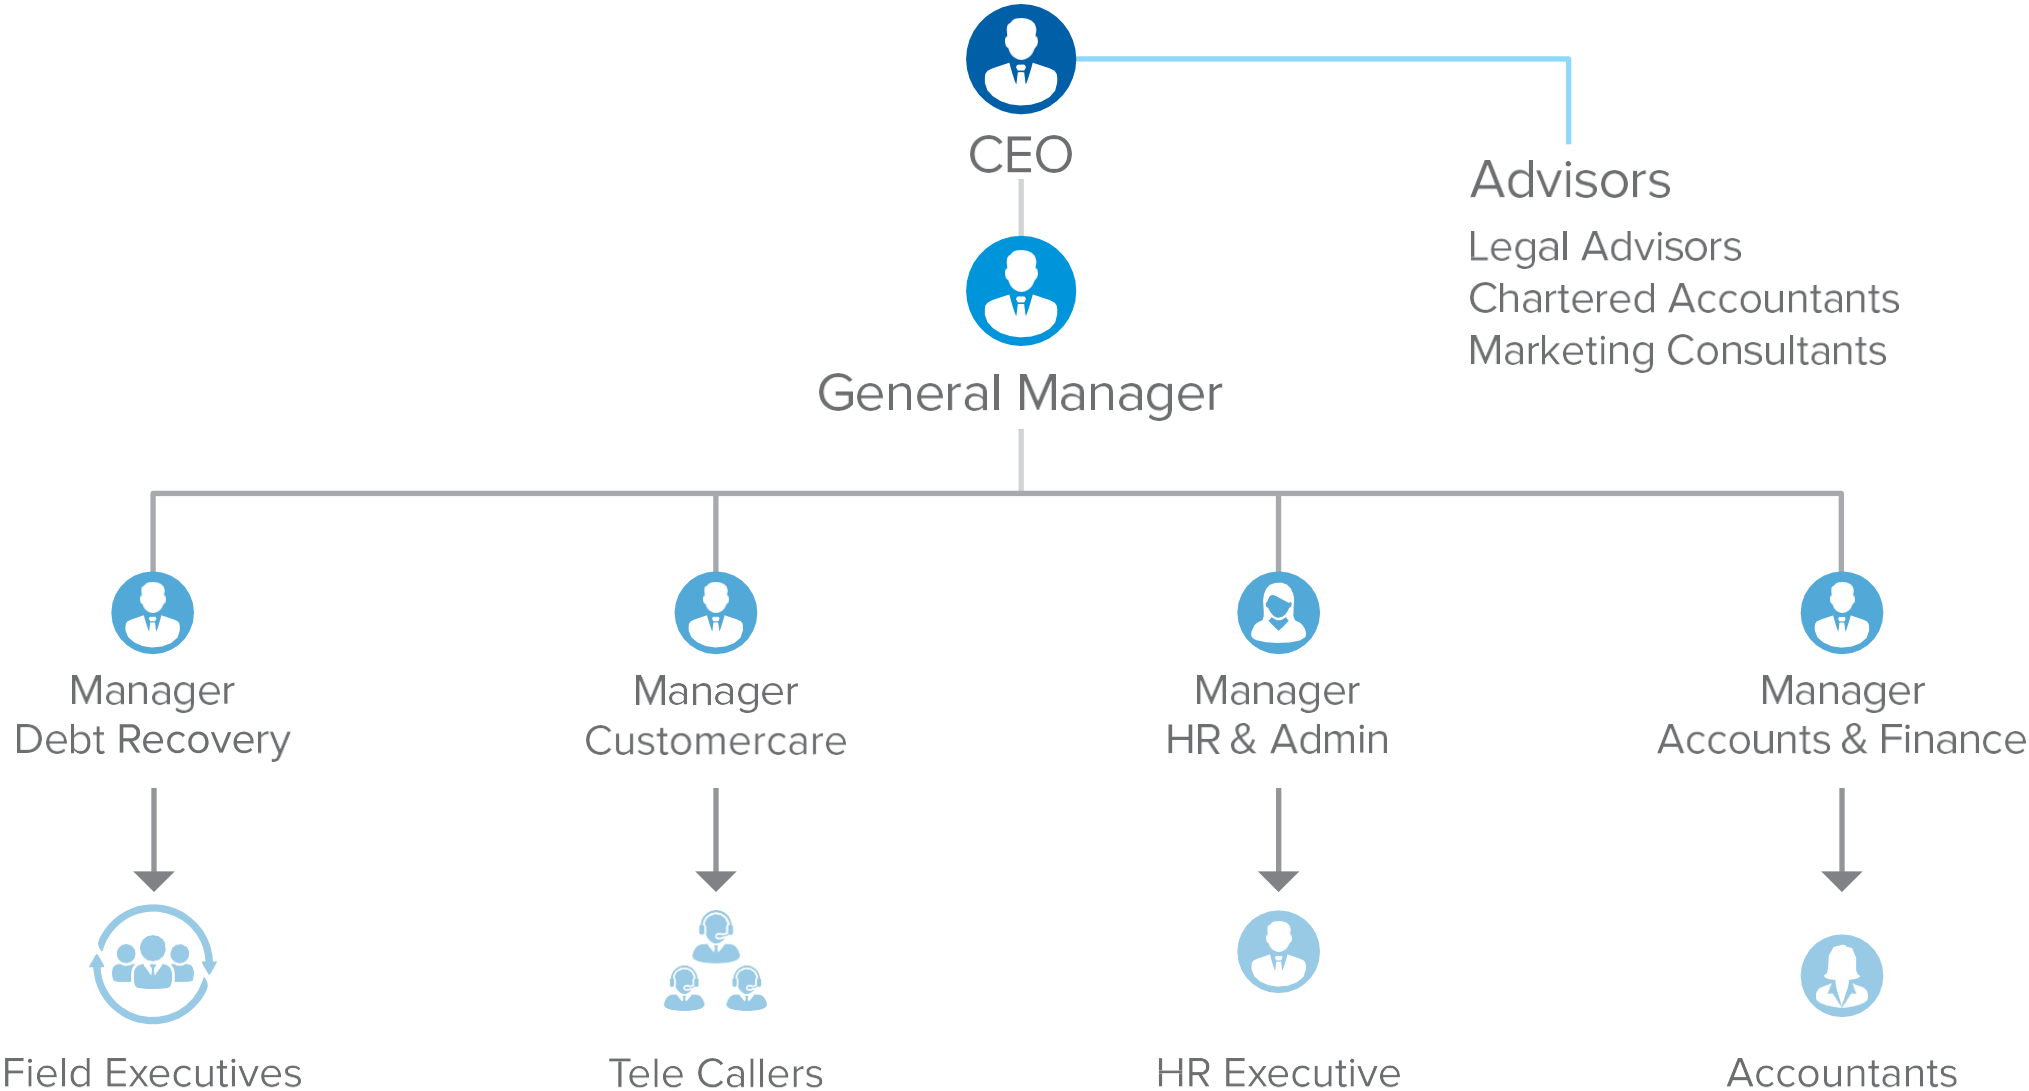 CEO
Advisors
Legal Advisors
Chartered Accountants
Marketing Consultants
General Manager
Manager
Debt Recovery
Manager
Customercare
Manager
HR & Admin
Manager
Accounts & Finance
Field Executives
Tele Callers
HR Executive
Accountants